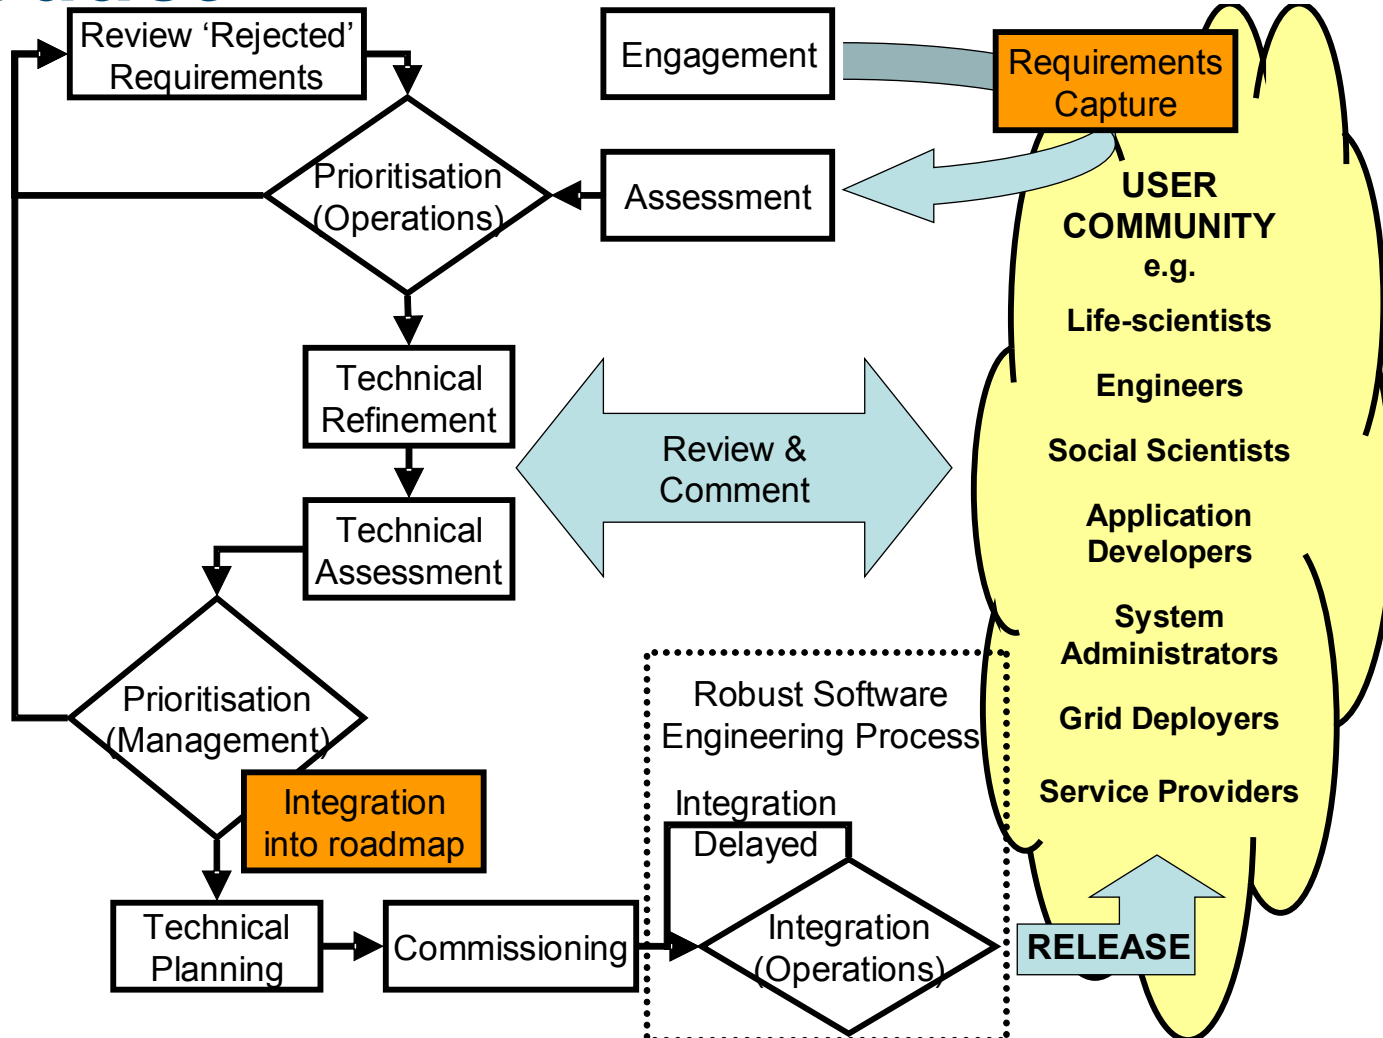 Review ‘Rejected’
Requirements
Engagement
Requirements
Capture
Prioritisation
(Operations)
Assessment
USER
COMMUNITY
e.g.
Life-scientists
Engineers
Social Scientists
Application
Developers
System
Administrators
Grid Deployers
Service Providers
Technical
Refinement
Review &
Comment
Technical
Assessment
Prioritisation
(Management)
Integration
into roadmap
Robust Software
Engineering Process
Integration
Delayed
Technical
Planning
Commissioning
Integration
(Operations)
RELEASE